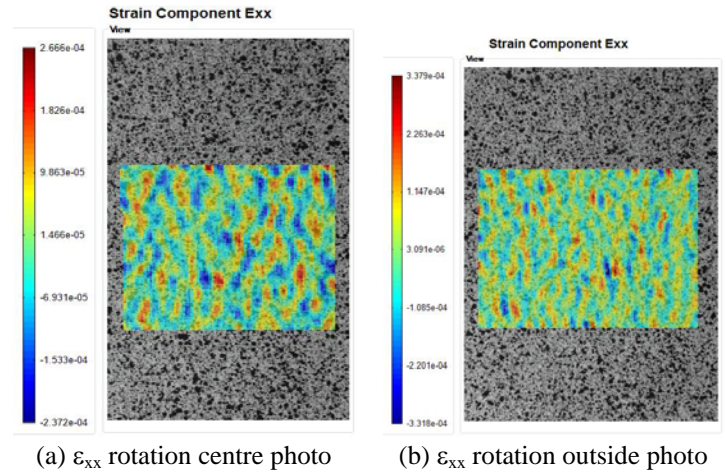 Strain Component Exx
View
2.666e-04
1.826e-04
9.863e-05
1.466e-05
-6.931e-05
-1.533e-04
-2.372e-04
Strain Component Exx
View
3.379e-04
2.263e-04
1.147e-04
3.091e-06
-1.085e-04
-2.201e-04
-3.318e-04
(a) εxx rotation centre photo
(b) εxx rotation outside photo